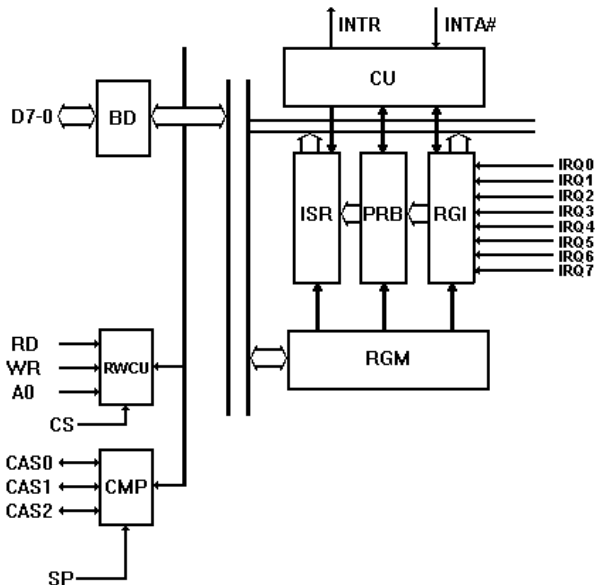 INTR
INTA#
CU
D7-0
BD
ISR
PRB
RGI
IRQ0
IRQ1
IRQ2
IRQ3
IRQ4
IRQ5
IRQ6
IRQ7
RD
WR
A0
RWCU
CS
RGM
CAS0
CAS1
CAS2
CMP
SP